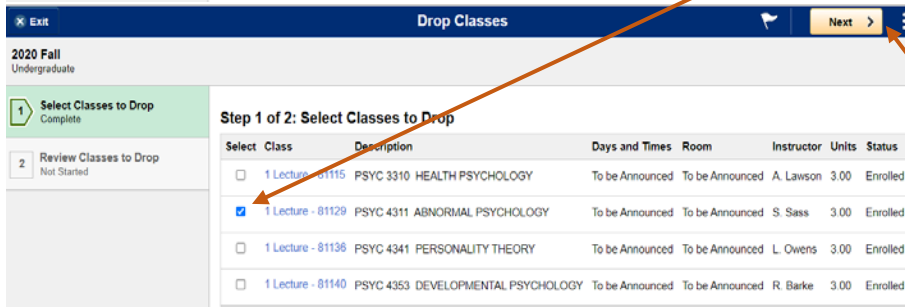 Exit Drop Classes Next >
2020 Fall
Undergraduate
1 Select Classes to Drop
Complete
2 Review Classes to Drop
Not Started
Step 1 of 2: Select Classes to Drop
Select Class Description Days and Times Room Instructor Units Status
1 Lecture - 81115 PSYC 3310 HEALTH PSYCHOLOGY To be Announced To be Announced A. Lawson 3.00 Enrolled
1 Lecture - 81129 PSYC 4311 ABNORMAL PSYCHOLOGY To be Announced To be Announced S. Sass 3.00 Enrolled
1 Lecture - 81136 PSYC 4341 PERSONALITY THEORY To be Announced To be Announced L. Owens 3.00 Enrolled
1 Lecture - 81140 PSYC 4353 DEVELOPMENTAL PSYCHOLOGY To be Announced To be Announced R. Barke 3.00 Enrolled